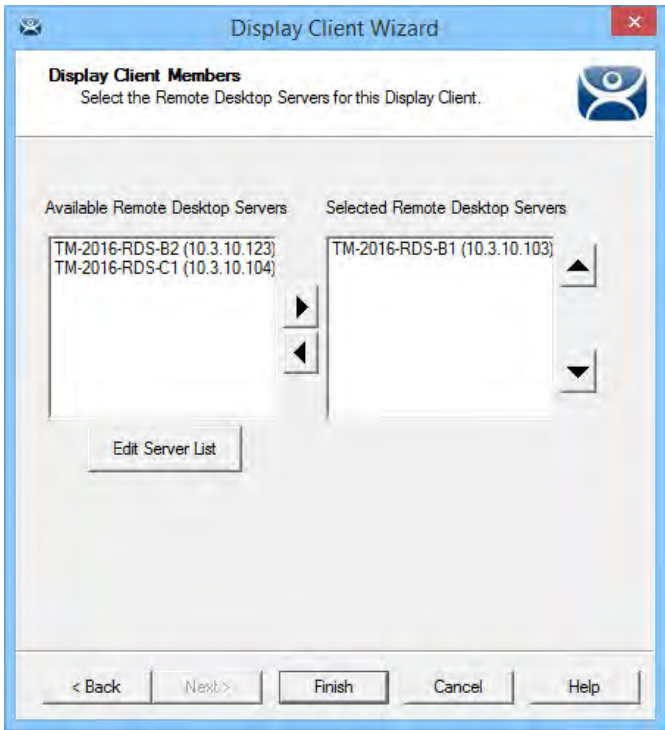 Display Client Wizard
Display Client Members
Select the Remote Desktop Servers for this Display Client.
Available Remote Desktop Servers
Selected Remote Desktop Servers
TM-2016-RDS-B2 (10.3.10.123)
TM-2016-RDS-C1 (10.3.10.104)
TM-2016-RDS-B1 (10.3.10.103)
Edit Server List
< Back
Next >
Finish
Cancel
Help